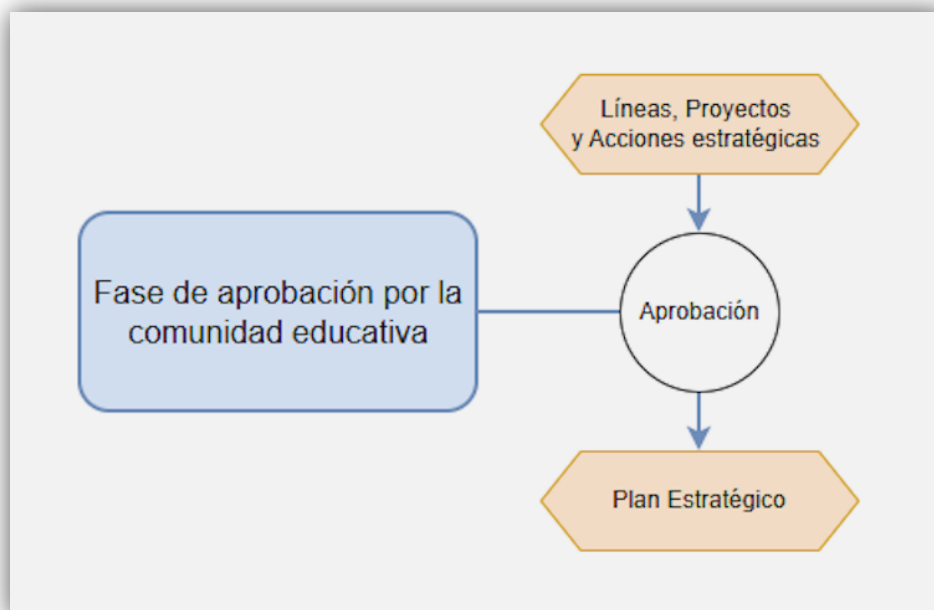 Líneas, Proyectos
y Acciones estratégicas
Fase de aprobación por la
comunidad educativa
Aprobación
Plan Estratégico